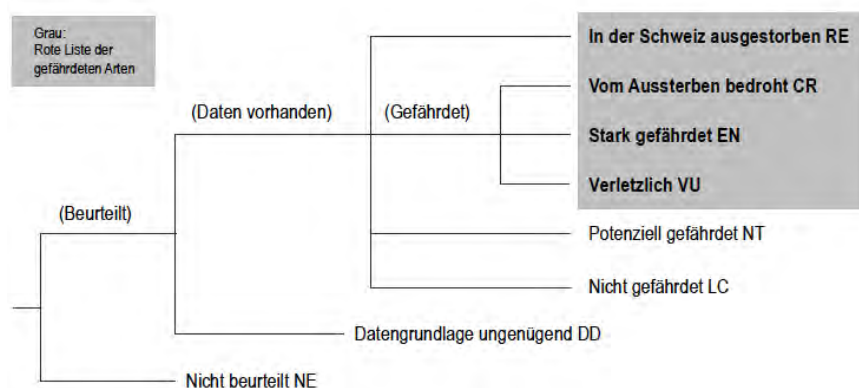 Grau:
Rote Liste der
gefährdeten Arten
In der Schweiz ausgestorben RE
Vom Aussterben bedroht CR
(Daten vorhanden)
(Gefährdet)
Stark gefährdet EN
Verletzlich VU
(Beurteilt)
Potenziell gefährdet NT
Nicht gefährdet LC
Datengrundlage ungenügend DD
Nicht beurteilt NE